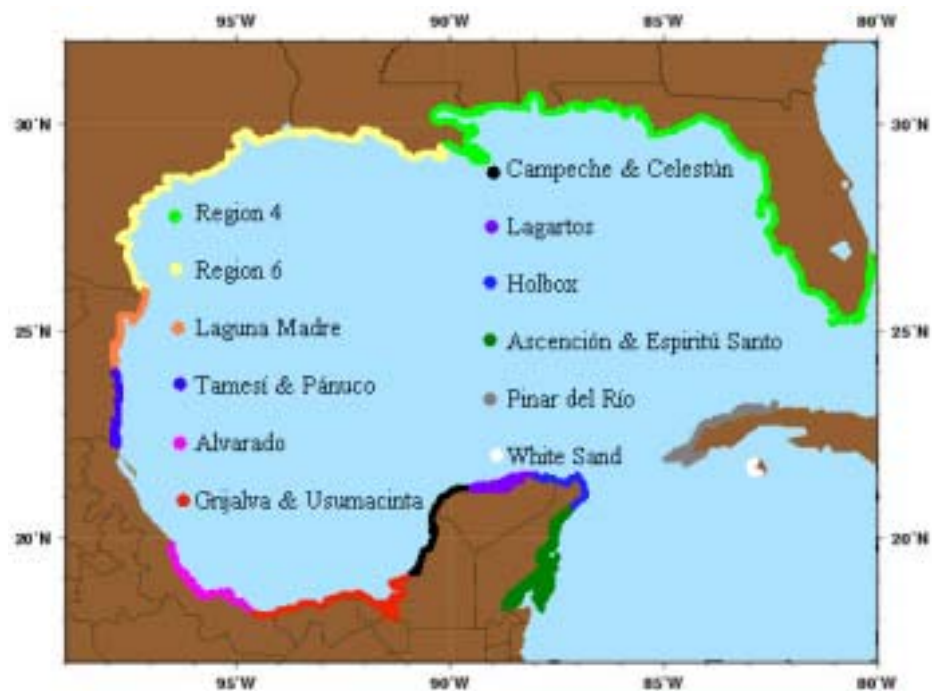 95°W 90°W 85°W 80°W
30°N 30°N
Campeche & Celestún
Region 4
Lagartos
Region 6
Holbox
Laguna Madre
25°N 25°N
Ascención & Espiritú Santo
Tamesí & Pánuco
Pinar del Río
Alvarado
White Sand
Grijalva & Usumacinta
20°N 20°N
95°W 90°W 85°W 80°W